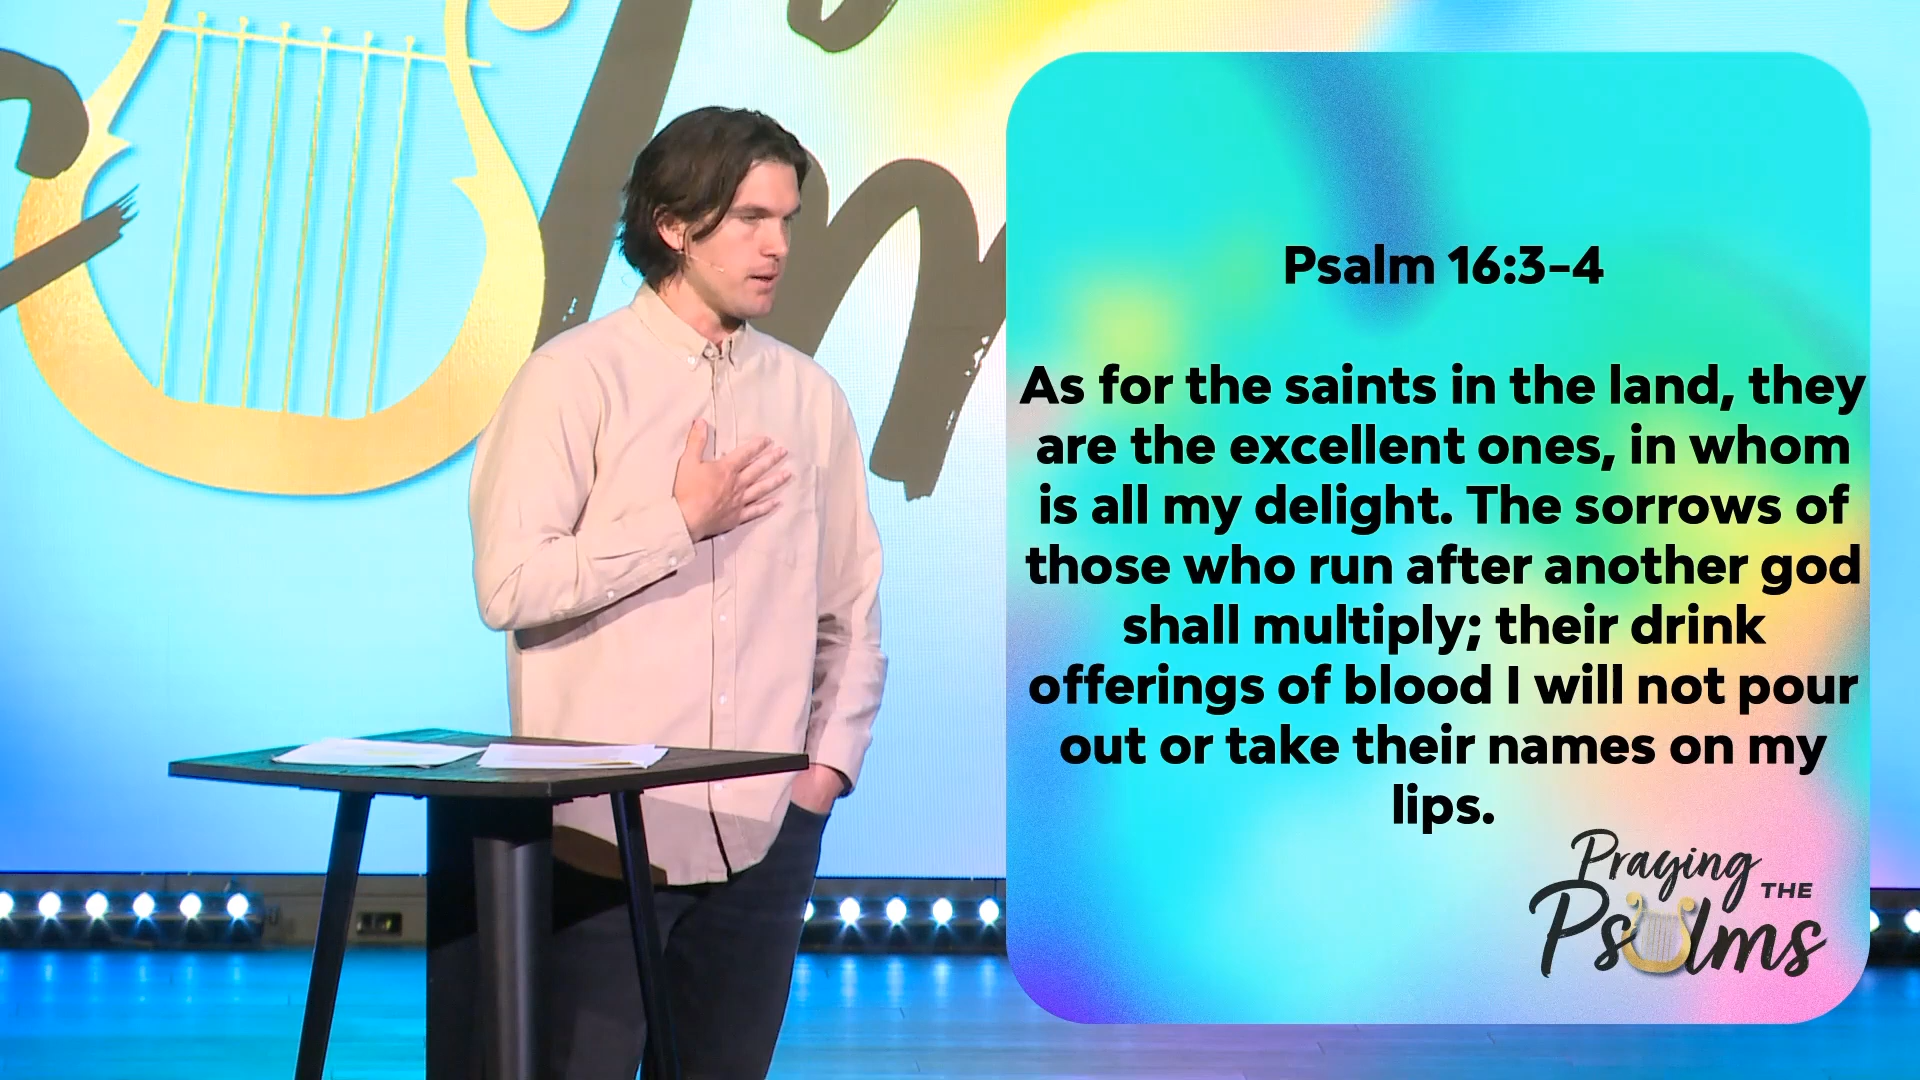 Psalm 16:3-4
As for the saints in the land, they
are the excellent ones, in whom
is all my delight. The sorrows of
those who run after another god
shall multiply; their drink
offerings of blood I will not pour
out or take their names on my
lips.
Praying
THE
Psalms